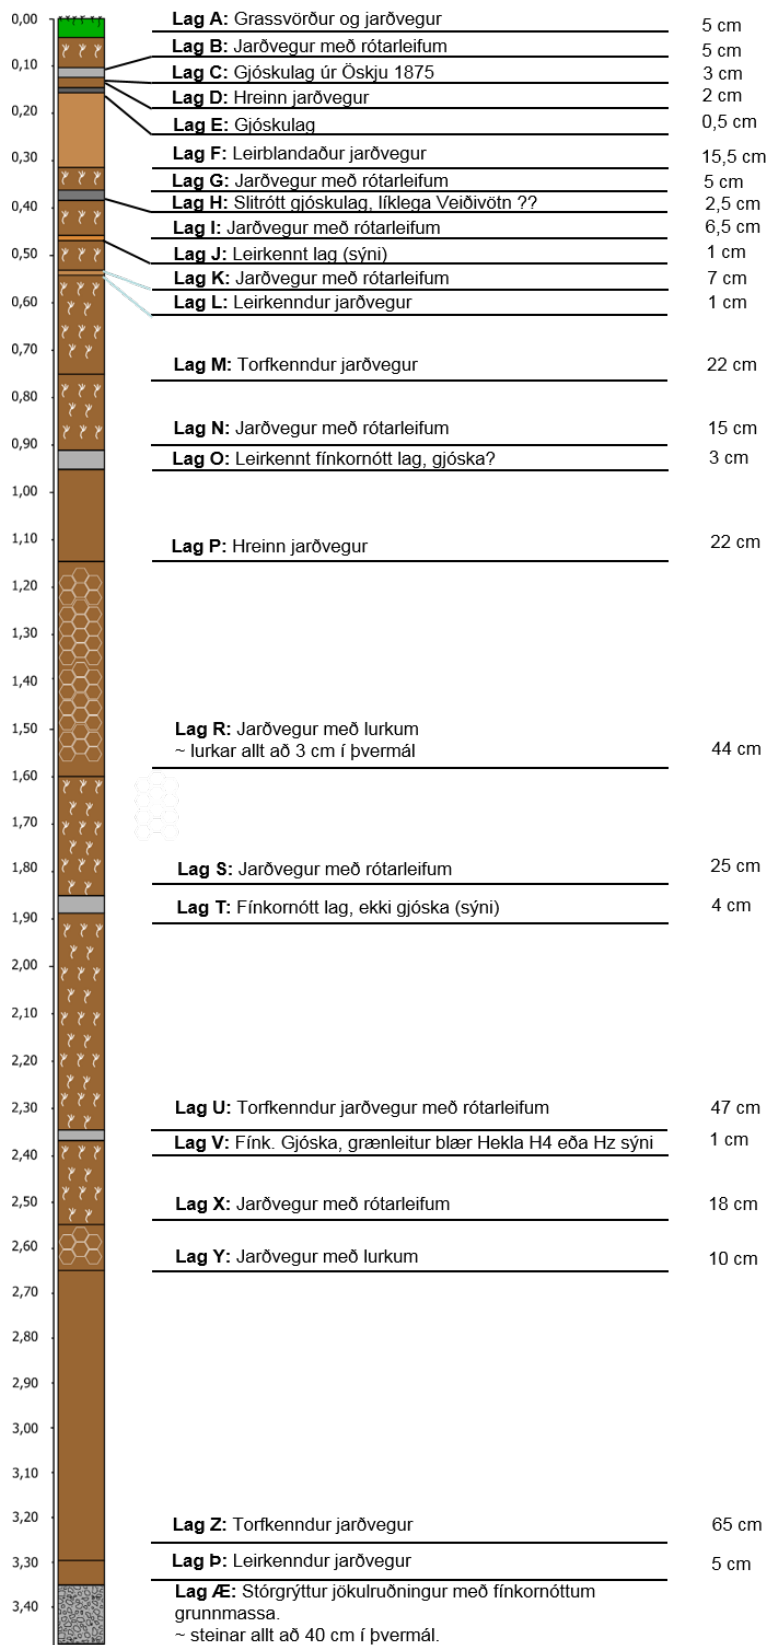 0,00
0,10
0,20
0,30
0,40
0,50
0,60
0,70
0,80
0,90
1,00
1,10
1,20
1,30
1,40
1,50
1,60
1,70
1,80
1,90
2,00
2,10
2,20
2,30
2,40
2,50
2,60
2,70
2,80
2,90
3,00
3,10
3,20
3,30
3,40
Lag A: Grassvörður og jarðvegur 5 cm
Lag B: Jarðvegur með rótarleifum 5 cm
Lag C: Gjóskulag úr Öskju 1875 3 cm
Lag D: Hreinn jarðvegur 2 cm
Lag E: Gjóskulag 0,5 cm
Lag F: Leirblandaður jarðvegur 15,5 cm
Lag G: Jarðvegur með rótarleifum 5 cm
Lag H: Slitrótt gjóskulag, líklega Veiðivötn ?? 2,5 cm
Lag I: Jarðvegur með rótarleifum 6,5 cm
Lag J: Leirkennt lag (sýni) 1 cm
Lag K: Jarðvegur með rótarleifum 7 cm
Lag L: Leirkenndur jarðvegur 1 cm
Lag M: Torfkenndur jarðvegur 22 cm
Lag N: Jarðvegur með rótarleifum 15 cm
Lag O: Leirkennt fínkornótt lag, gjóska? 3 cm
Lag P: Hreinn jarðvegur 22 cm
Lag R: Jarðvegur með lurkum
~ lurkar allt að 3 cm í þvermál 44 cm
Lag S: Jarðvegur með rótarleifum 25 cm
Lag T: Fínkornótt lag, ekki gjóska (sýni) 4 cm
Lag U: Torfkenndur jarðvegur með rótarleifum 47 cm
Lag V: Fínk. Gjóska, grænleitur blær Hekla H4 eða Hz sýni 1 cm
Lag X: Jarðvegur með rótarleifum 18 cm
Lag Y: Jarðvegur með lurkum 10 cm
Lag Z: Torfkenndur jarðvegur 65 cm
Lag Þ: Leirkenndur jarðvegur 5 cm
Lag Æ: Stórgrýttur jökulruðningur með fínkornóttum
grunnmassa.
~ steinar allt að 40 cm í þvermál.